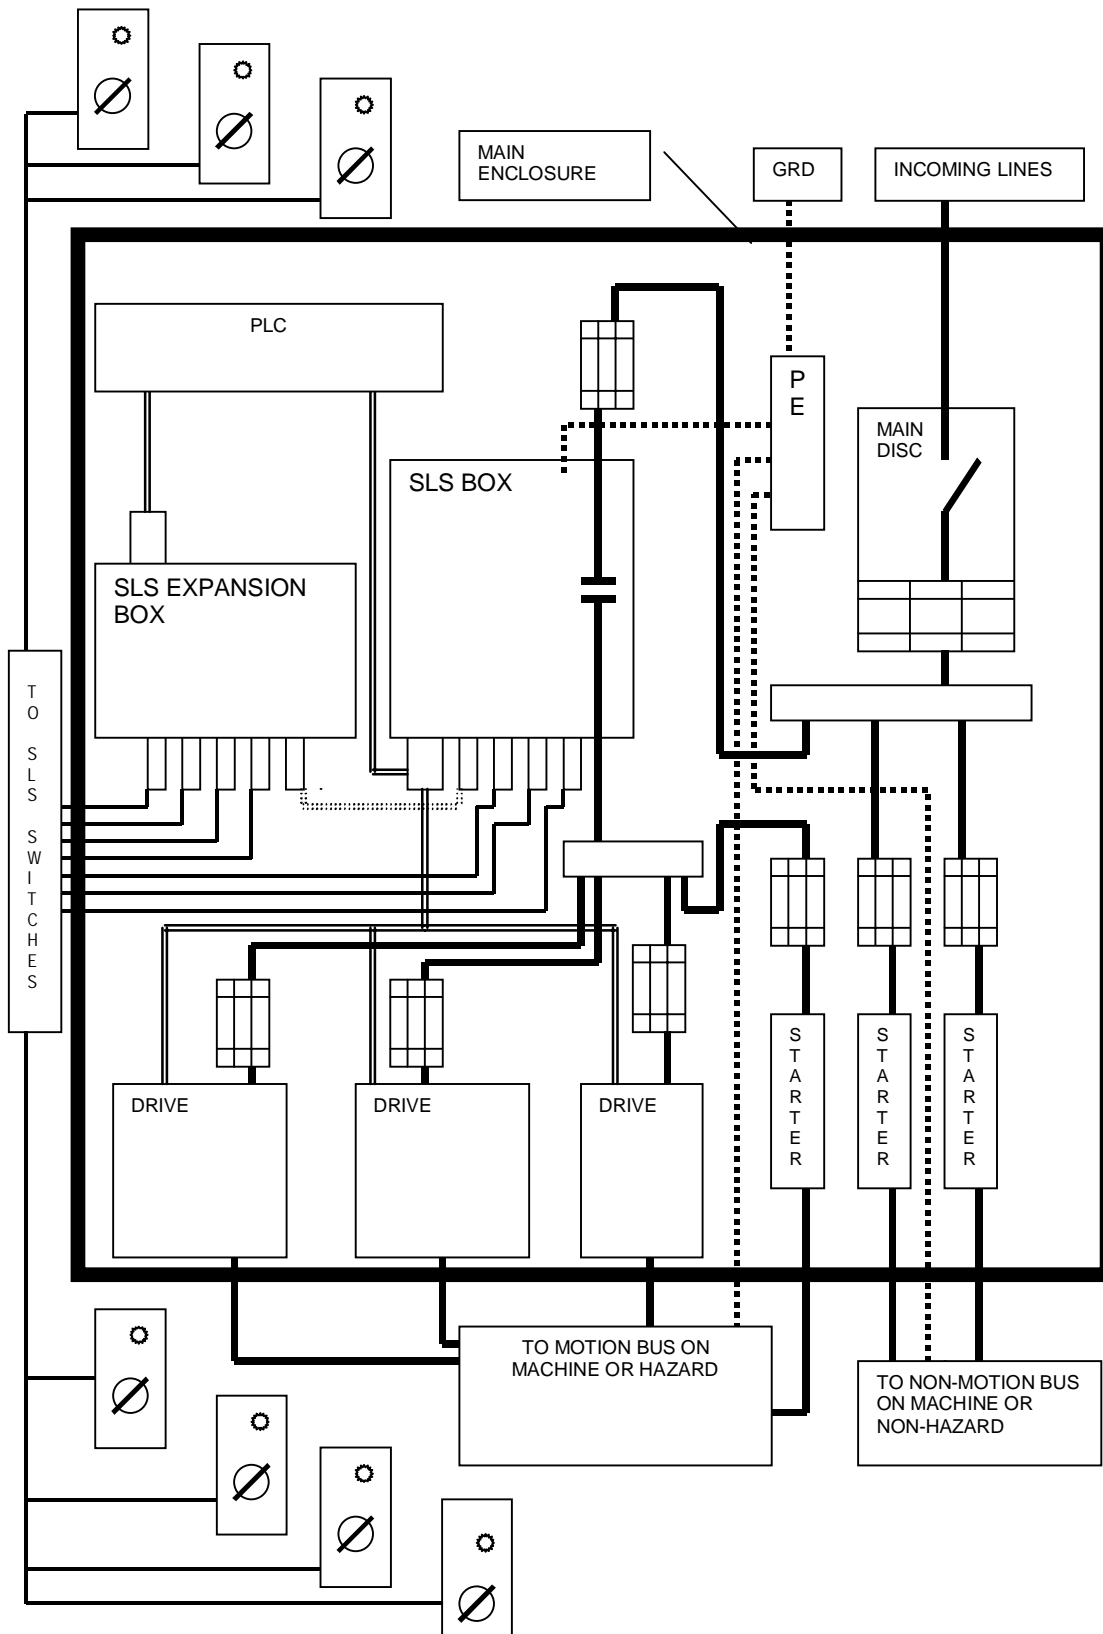 MAIN
ENCLOSURE
GRD
INCOMING LINES
PLC
P
E
MAIN
DISC
SLS BOX
SLS EXPANSION
BOX
T
O
S
L
S
S
W
I
T
C
H
E
S
S
T
A
R
T
E
R
S
T
A
R
T
E
R
S
T
A
R
T
E
R
DRIVE
DRIVE
DRIVE
TO MOTION BUS ON
MACHINE OR HAZARD
TO NON-MOTION BUS
ON MACHINE OR
NON-HAZARD